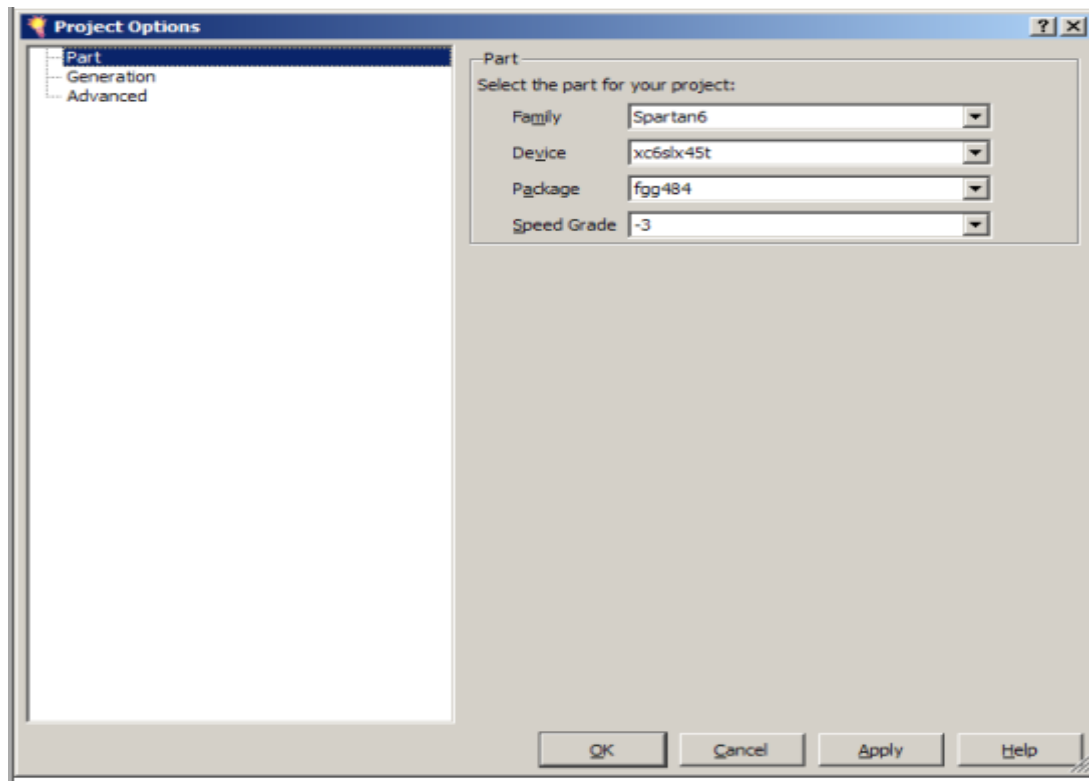 Project Options
Part
Generation
Advanced
Part
Select the part for your project:
Family Spartan6
Device xc6slx45t
Package fgg484
Speed Grade -3
OK Cancel Apply Help